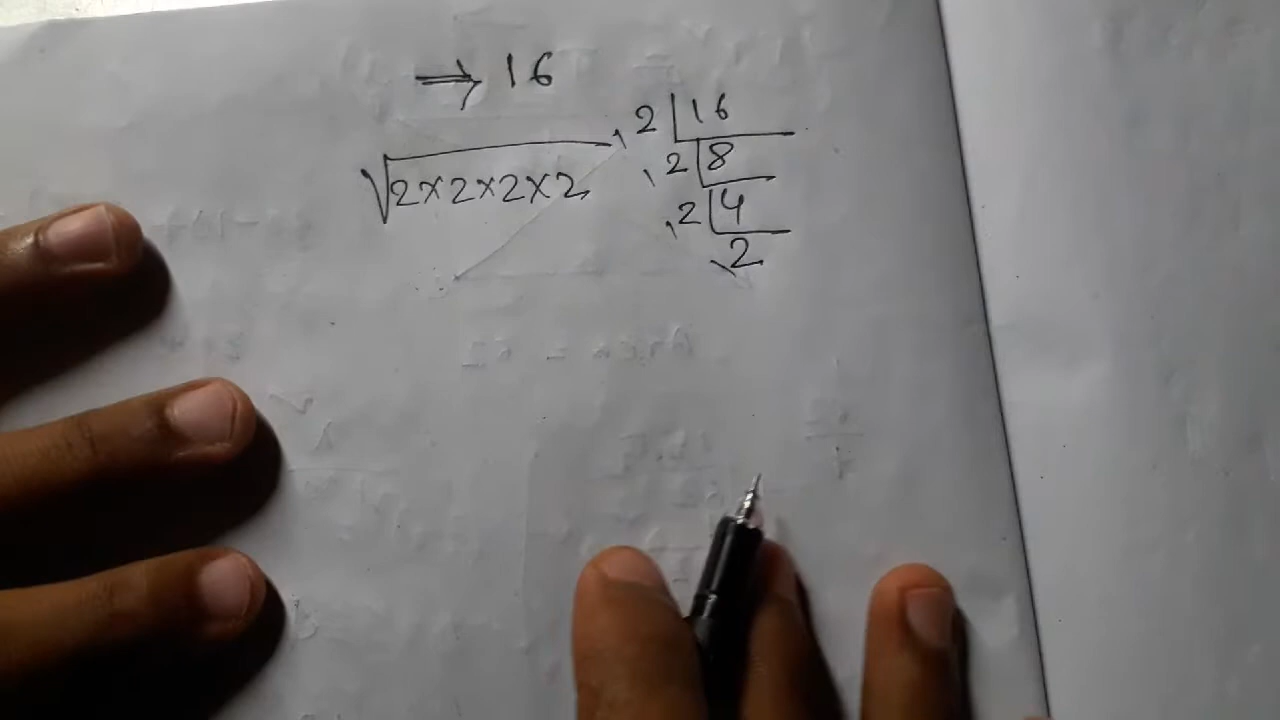 ⇒ 16
√2×2×2×2
2 | 16
2 | 8
2 | 4
2